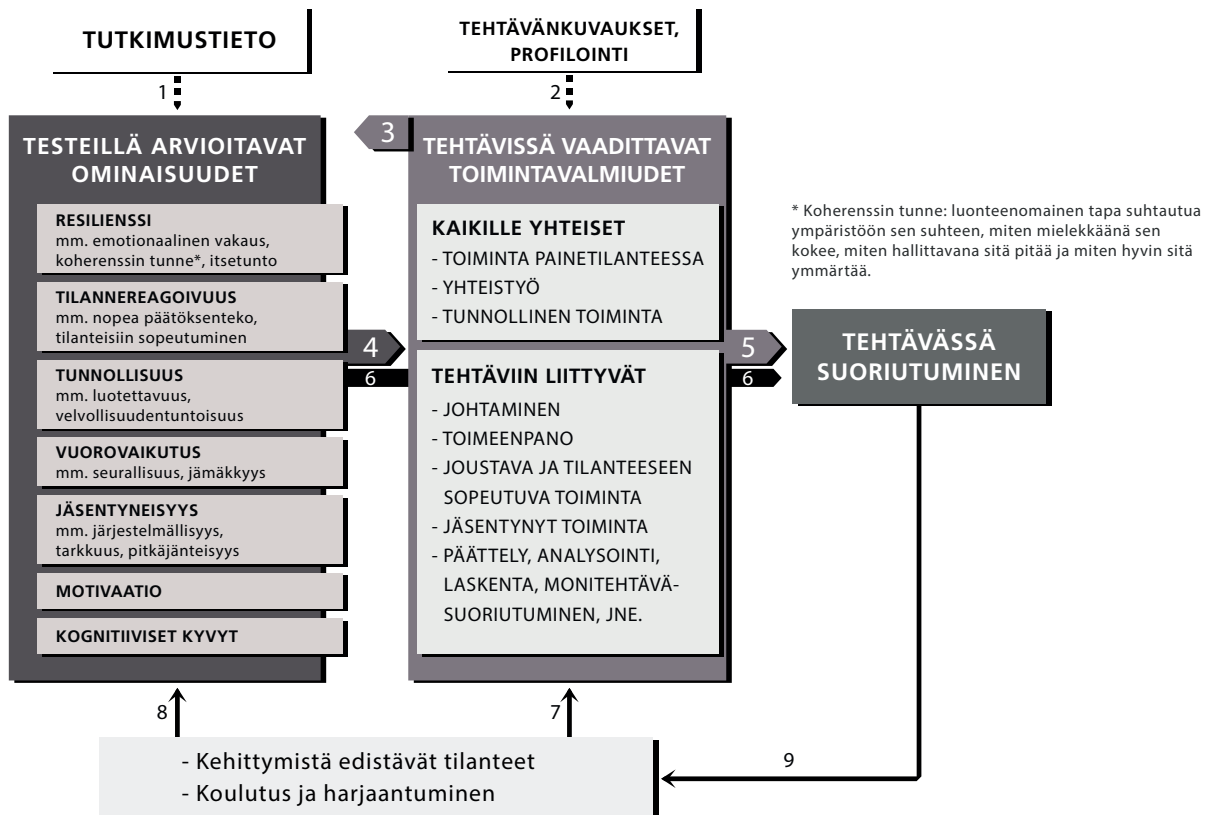 TUTKIMUSTIETO
TEHTÄVÄNKUVAUKSET,
PROFILOINTI
1
2
3
TESTEILLÄ ARVIOITAVAT
OMINAISUUDET
RESILIENSSI
mm. emotionaalinen vakaus,
koherenssin tunne*, itsetunto
TILANNEREAGOIVUUS
mm. nopea päätöksenteko,
tilanteisiin sopeutuminen
TUNNOLLISUUS
mm. luotettavuus,
velvollisuudentuntoisuus
VUOROVAIKUTUS
mm. seurallisuus, jämäkkyys
JÄSENTYNEISYYS
mm. järjestelmällisyys,
tarkkuus, pitkäjänteisyys
MOTIVAATIO
KOGNITIIVISET KYVYT
4
6
TEHTÄVISSÄ VAADITTAVAT
TOIMINTAVALMIUDET
KAIKILLE YHTEISET
- TOIMINTA PAINETILANTEESSA
- YHTEISTYÖ
- TUNNOLLINEN TOIMINTA
TEHTÄVIIN LIITTYVÄT
- JOHTAMINEN
- TOIMEENPANO
- JOUSTAVA JA TILANTEESEEN
SOPEUTUVA TOIMINTA
- JÄSENTYNYT TOIMINTA
- PÄÄTTELY, ANALYSOINTI,
LASKENTA, MONITEHTÄVÄ-
SUORIUTUMINEN, JNE.
5
6
* Koherenssin tunne: luonteenomainen tapa suhtautua
ympäristöön sen suhteen, miten mielekkäänä sen
kokee, miten hallittavana sitä pitää ja miten hyvin sitä
ymmärtää.
TEHTÄVÄSSÄ
SUORIUTUMINEN
8
7
9
- Kehittymistä edistävät tilanteet
- Koulutus ja harjaantuminen